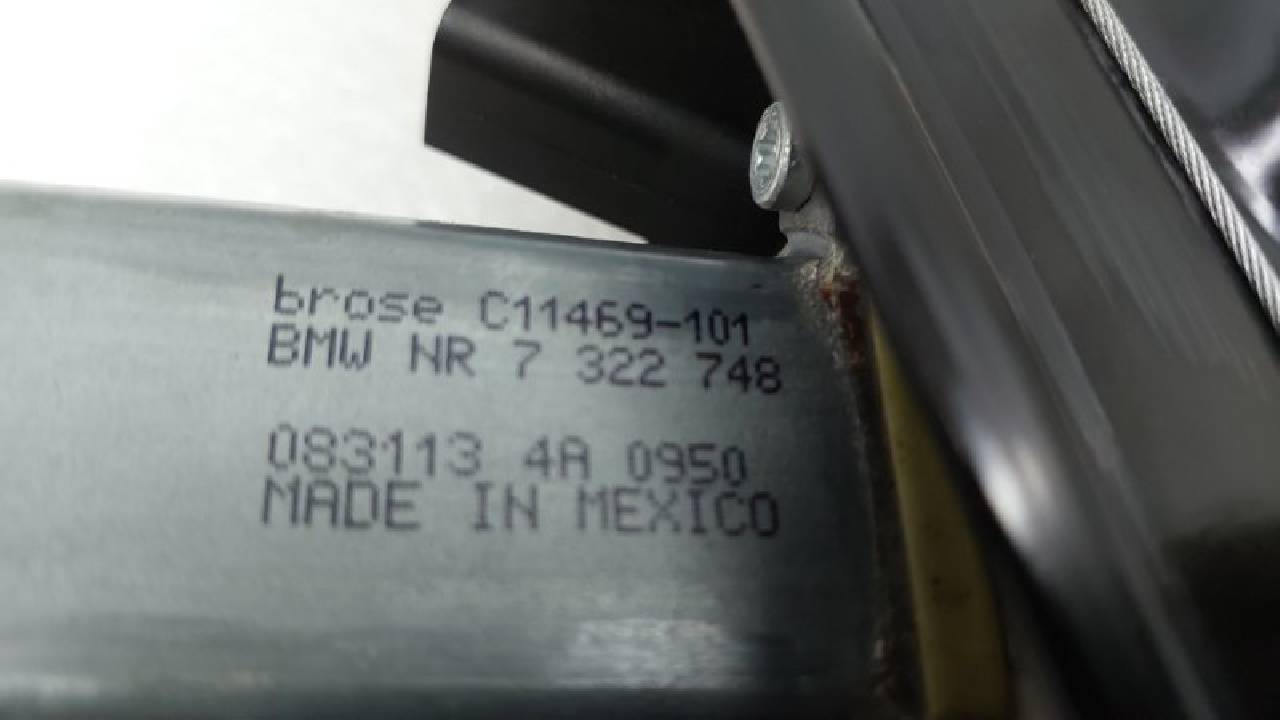 brose C11469-101
BMW NR 7 322 748
083113 4A 0950
MADE IN MEXICO